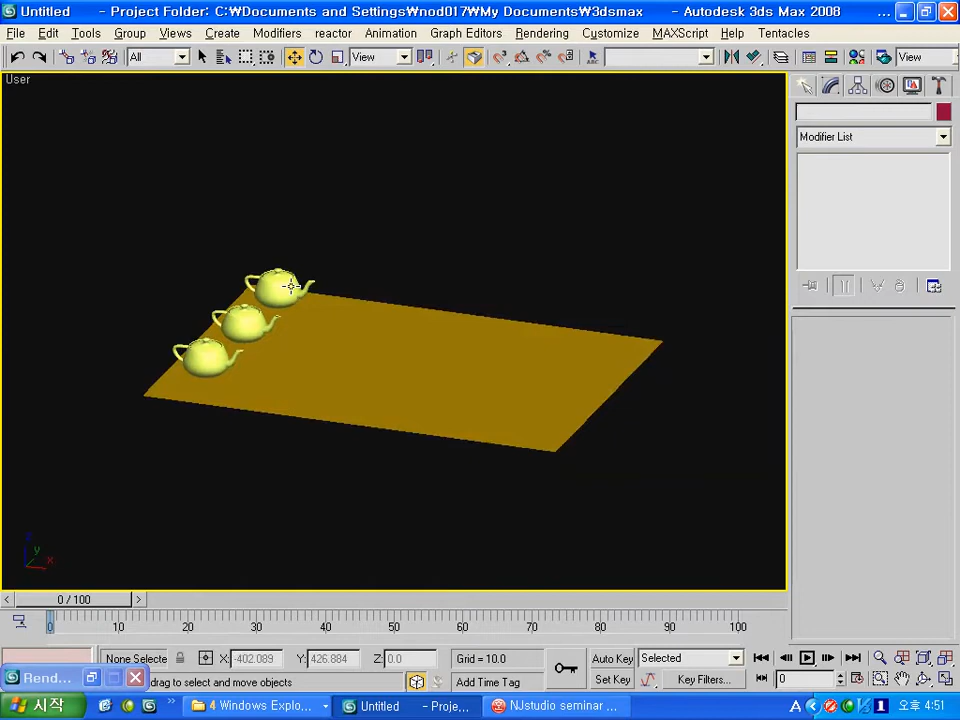 Untitled - Project Folder: C:₩Documents and Settings₩nod017₩My Documents₩3dsmax - Autodesk 3ds Max 2008 ...
File Edit Tools Group Views Create Modifiers reactor Animation Graph Editors Rendering Customize MAXScript Help Tentacles
All View View
User
Modifier List
0 / 100
0 10 20 30 40 50 60 70 80 90 100
None Selecte X: -402.089 Y: 426.884 Z: 0.0 Grid = 10.0 Auto Key Selected
Rend... drag to select and move objects Add Time Tag Set Key Key Filters... 0
시작 4 Windows Explo... Untitled - Proje... NJstudio seminar ... A 오후 4:51